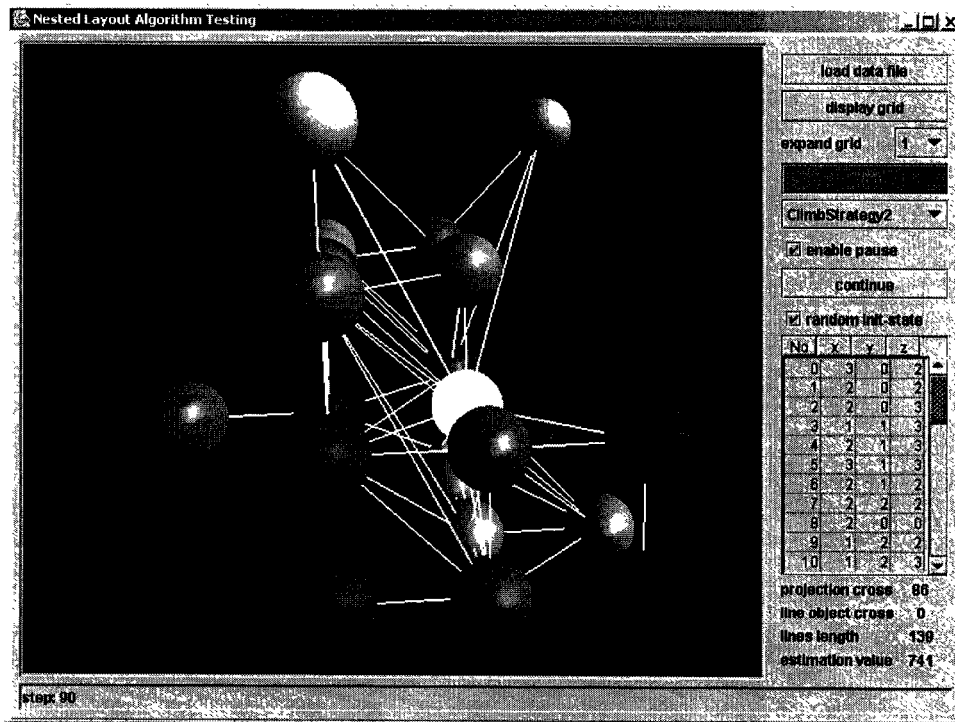 Nested Layout Algorithm Testing
load data file
display grid
expand grid 1
ClimbStrategy2
enable pause
continue
random init-state
No. x y z
0 3 0 2
1 2 0 2
2 2 0 3
3 1 1 3
4 2 1 3
5 3 1 3
6 2 1 2
7 2 2 2
8 2 0 0
9 1 2 2
10 1 2 3
projection cross 86
line object cross 0
lines length 139
estimation value 741
step: 90